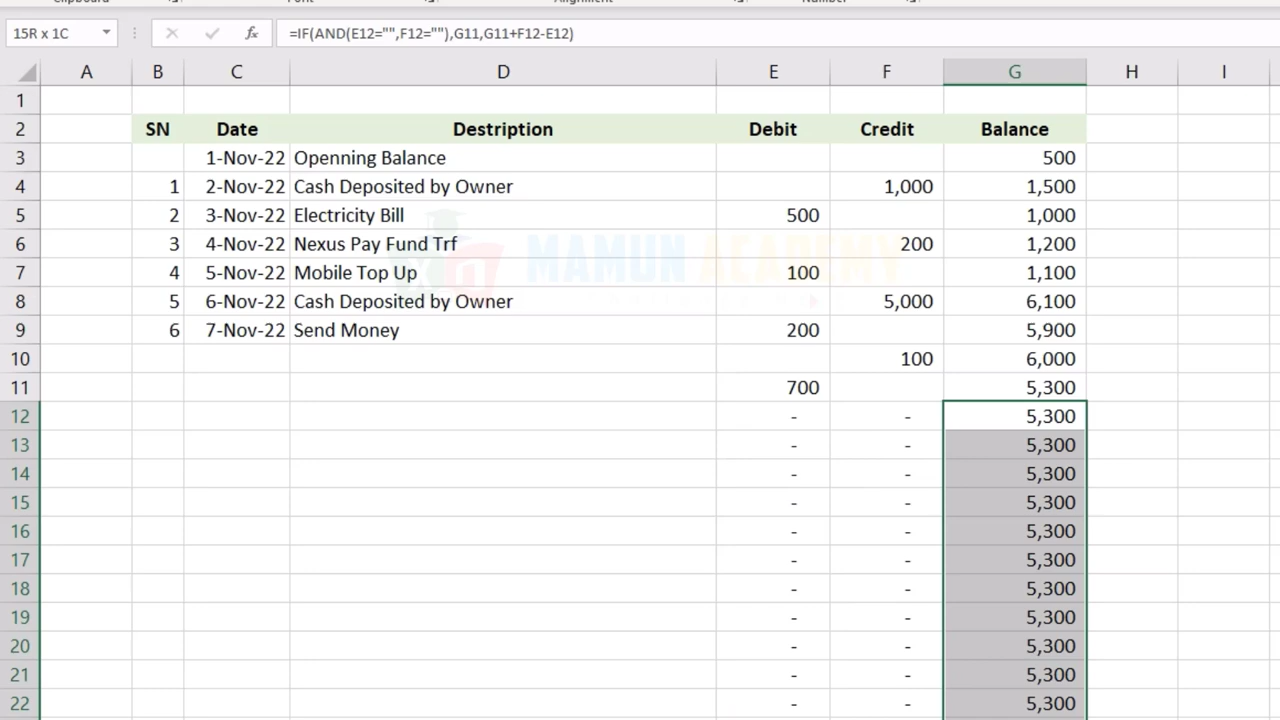 Clipboard Font Alignment Number
15R x 1C fx =IF(AND(E12="",F12=""),G11,G11+F12-E12)
A B C D E F G H I
1
2 SN Date Destription Debit Credit Balance
3 1-Nov-22 Openning Balance 500
4 1 2-Nov-22 Cash Deposited by Owner 1,000 1,500
5 2 3-Nov-22 Electricity Bill 500 1,000
6 3 4-Nov-22 Nexus Pay Fund Trf 200 1,200
MAMUN ACADEMY
7 4 5-Nov-22 Mobile Top Up 100 1,100
8 5 6-Nov-22 Cash Deposited by Owner 5,000 6,100
9 6 7-Nov-22 Send Money 200 5,900
10 100 6,000
11 700 5,300
12 - - 5,300
13 - - 5,300
14 - - 5,300
15 - - 5,300
16 - - 5,300
17 - - 5,300
18 - - 5,300
19 - - 5,300
20 - - 5,300
21 - - 5,300
22 - - 5,300